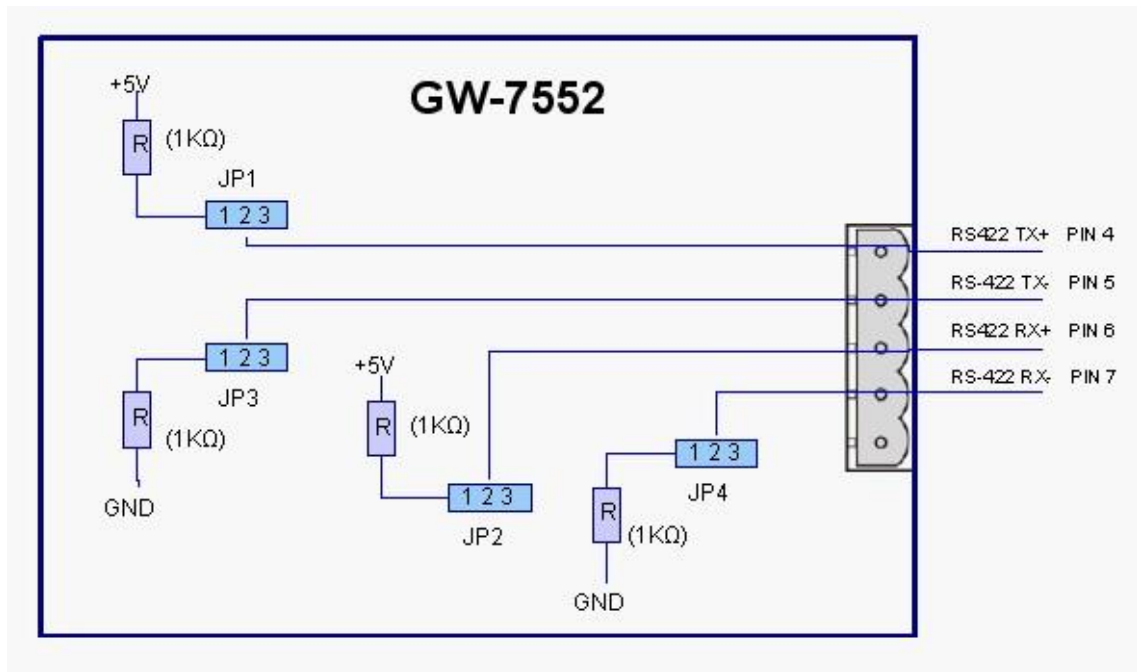 GW-7552
+5V
R (1KΩ)
JP1
1 2 3
RS422 TX+ PIN 4
RS-422 TX- PIN 5
RS422 RX+ PIN 6
RS-422 RX- PIN 7
1 2 3
JP3
R (1KΩ)
GND
+5V
R (1KΩ)
1 2 3
JP2
1 2 3
JP4
R (1KΩ)
GND